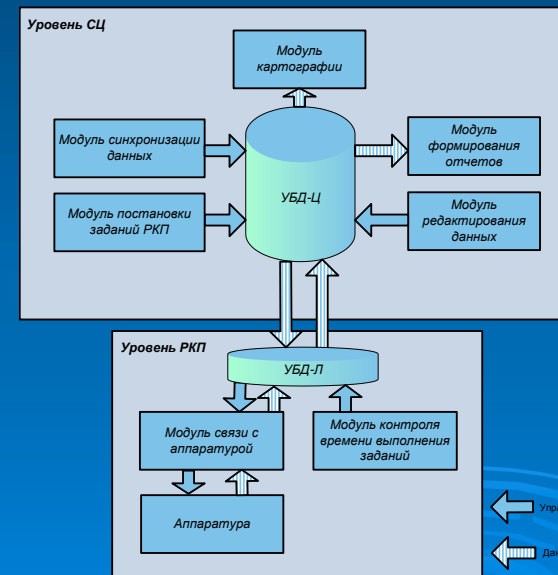 Уровень СЦ
Модуль
картографии
Модуль синхронизации
данных
Модуль
формирования
отчетов
УБД-Ц
Модуль постановки
заданий РКП
Модуль
редактирования
данных
Уровень РКП
УБД-Л
Модуль связи с
аппаратурой
Модуль контроля
времени выполнения
заданий
Аппаратура